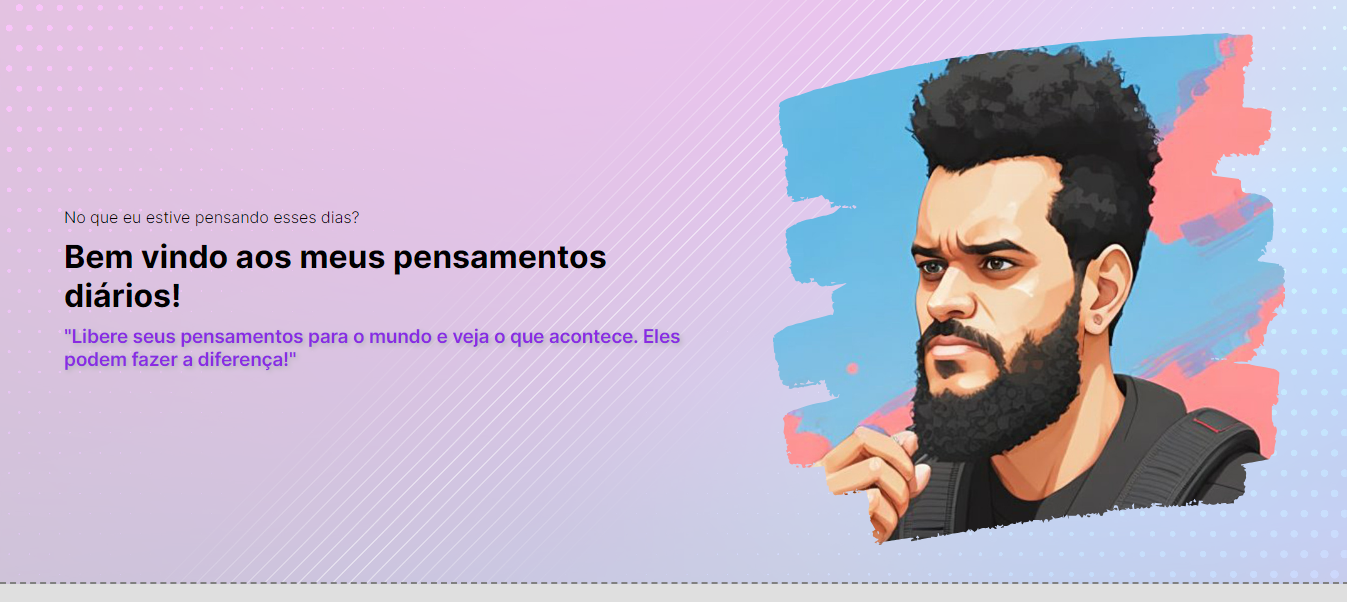 No que eu estive pensando esses dias?
Bem vindo aos meus pensamentos
diários!
"Libere seus pensamentos para o mundo e veja o que acontece. Eles
podem fazer a diferença!"